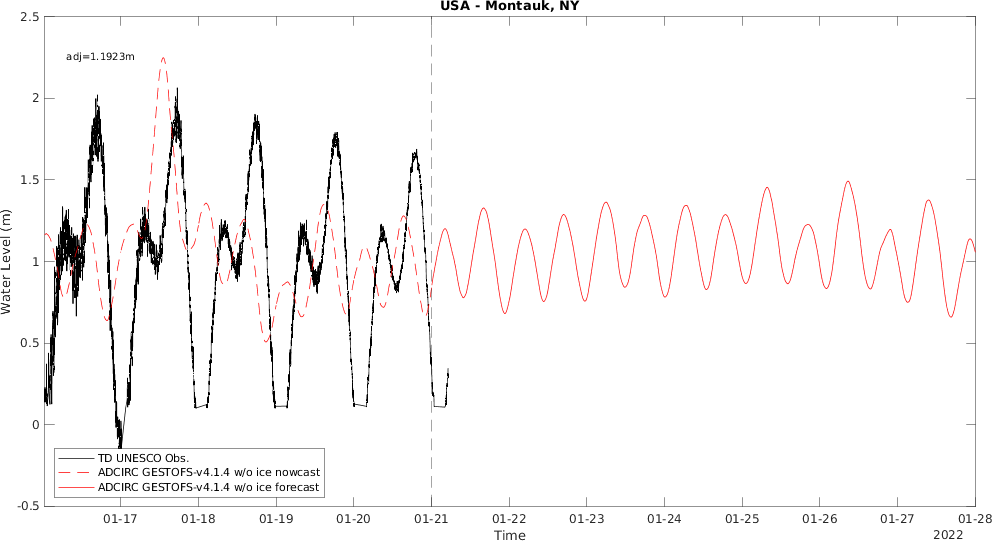 USA - Montauk, NY
adj=1.1923m
2.5
2
1.5
1
0.5
0
-0.5
Water Level (m)
TD UNESCO Obs.
ADCIRC GESTOFS-v4.1.4 w/o ice nowcast
ADCIRC GESTOFS-v4.1.4 w/o ice forecast
01-17 01-18 01-19 01-20 01-21 01-22 01-23 01-24 01-25 01-26 01-27 01-28
Time
2022